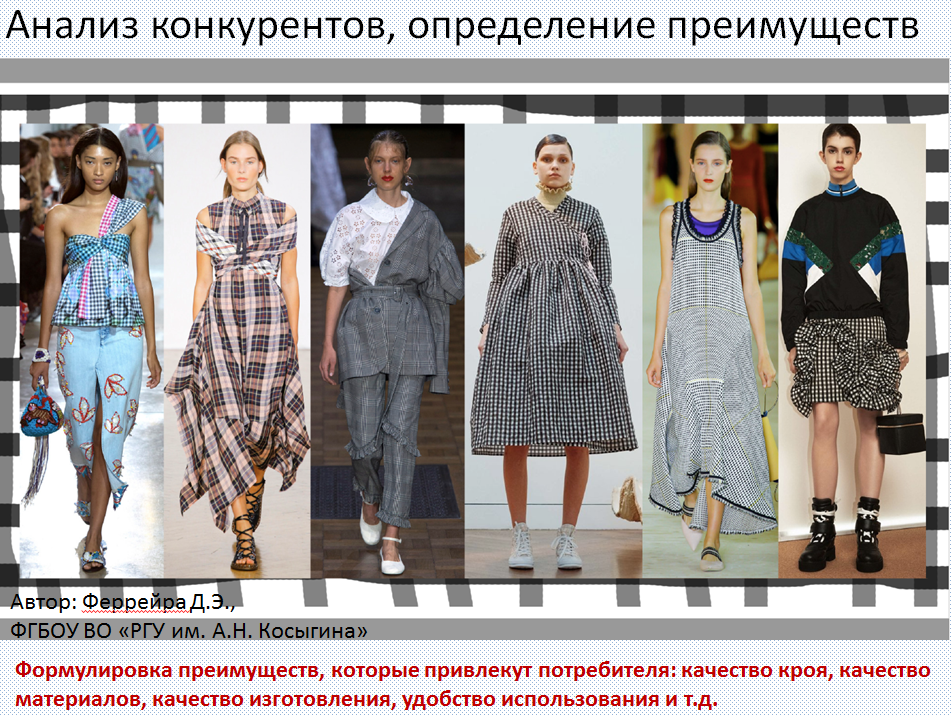 Анализ конкурентов, определение преимуществ
Автор: Феррейра Д.Э.,
ФГБОУ ВО «РГУ им. А.Н. Косыгина»
Формулировка преимуществ, которые привлекут потребителя: качество кроя, качество
материалов, качество изготовления, удобство использования и т.д.